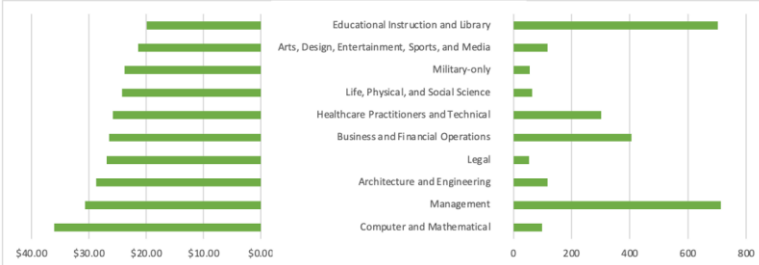 Educational Instruction and Library
Arts, Design, Entertainment, Sports, and Media
Military-only
Life, Physical, and Social Science
Healthcare Practitioners and Technical
Business and Financial Operations
Legal
Architecture and Engineering
Management
Computer and Mathematical
$40.00 $30.00 $20.00 $10.00 $0.00 0 200 400 600 800